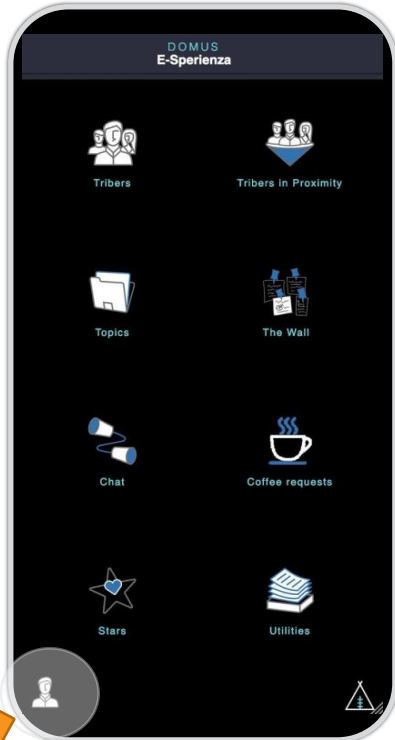 DOMUS
E-Sperienza
Tribers
Tribers in Proximity
Topics
The Wall
Chat
Coffee requests
Stars
Utilities